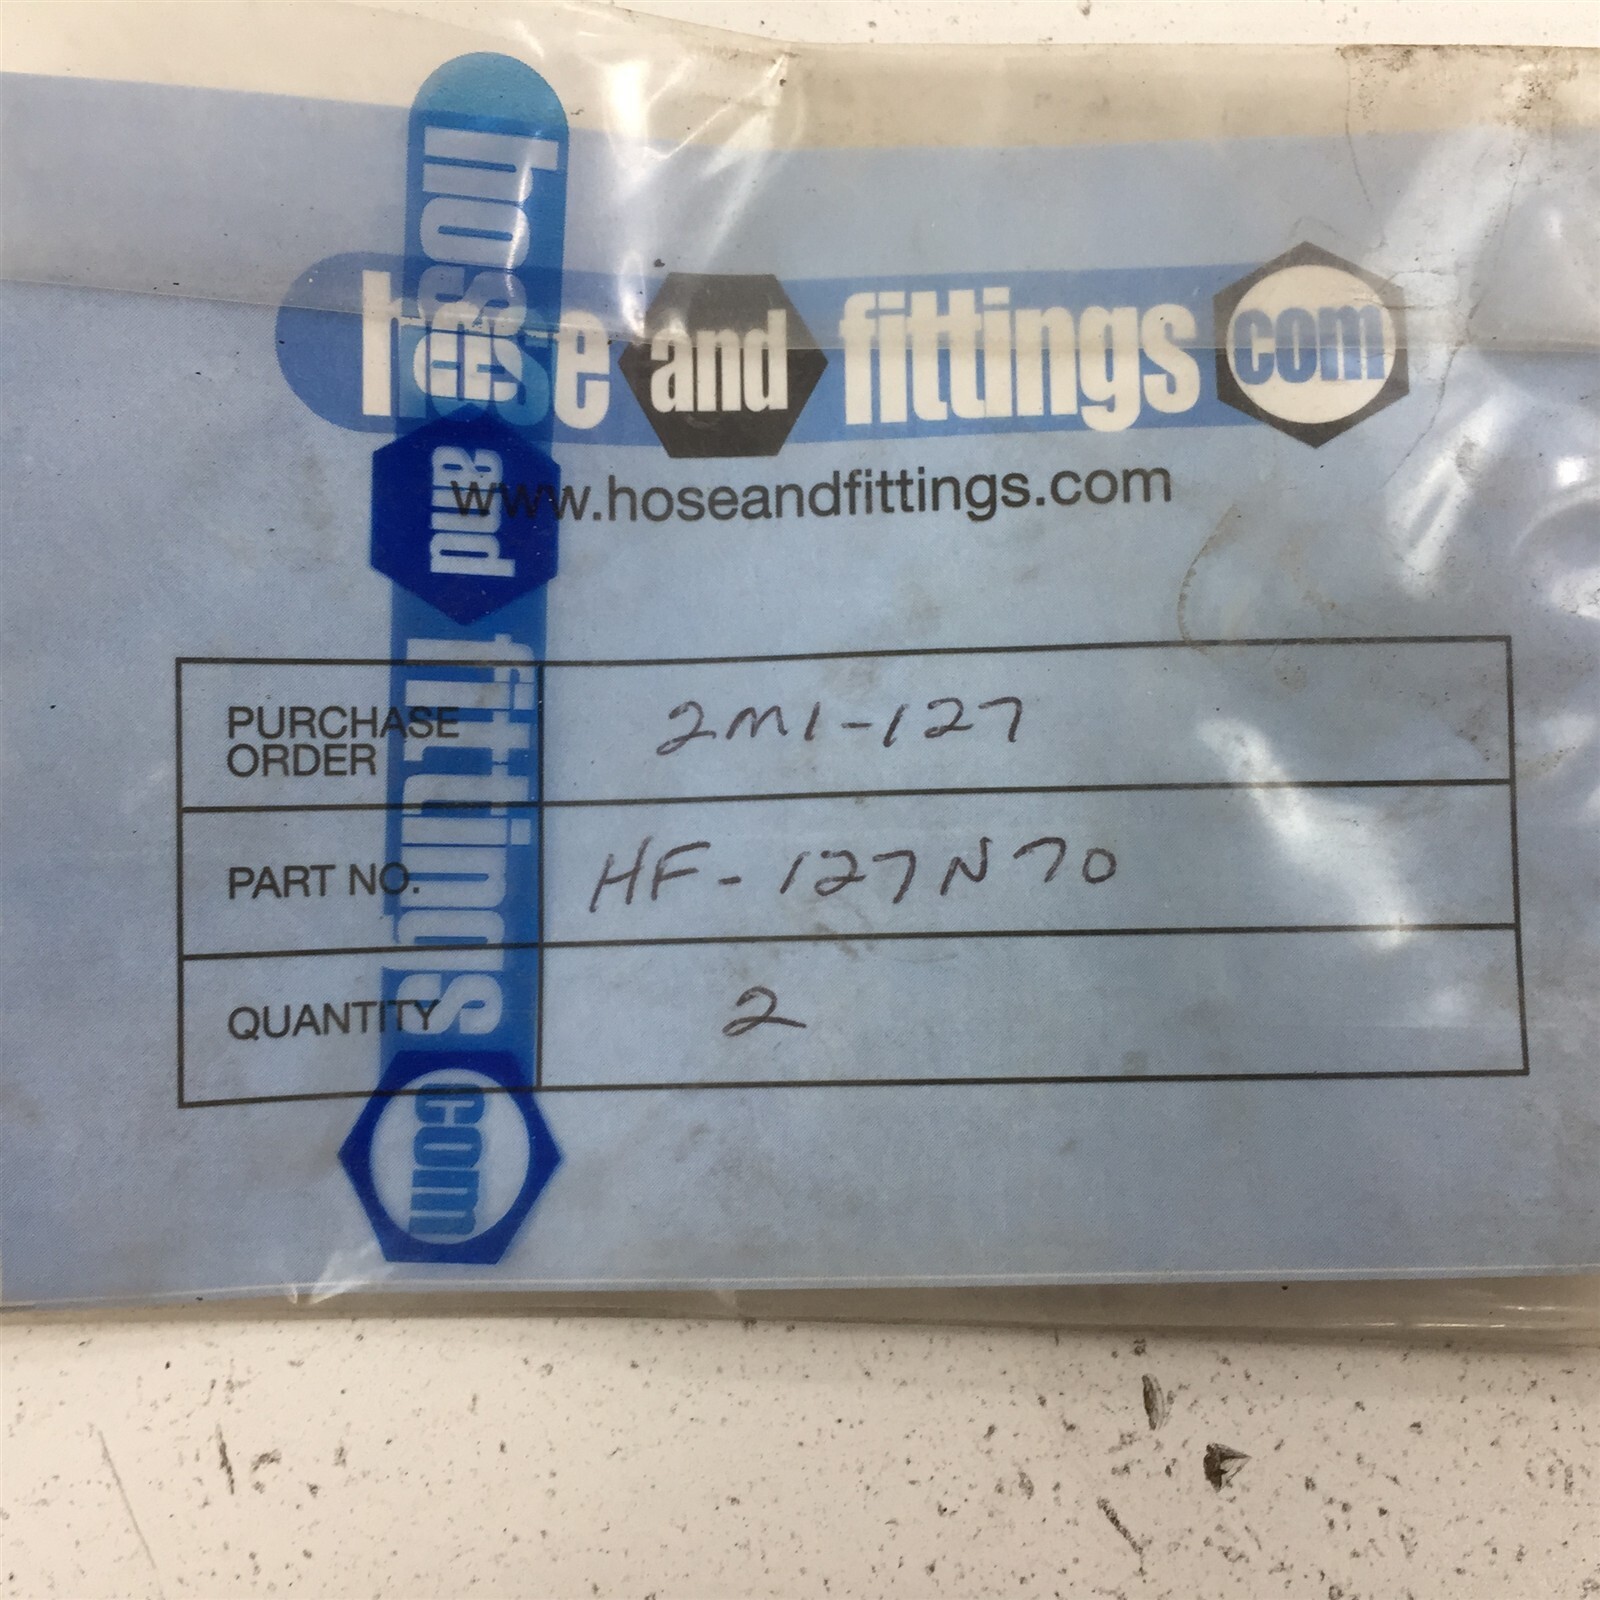 hose and fittings com
www.hoseandfittings.com
hose and fittings com
PURCHASE ORDER 2M1-127
PART NO. HF-127N70
QUANTITY 2